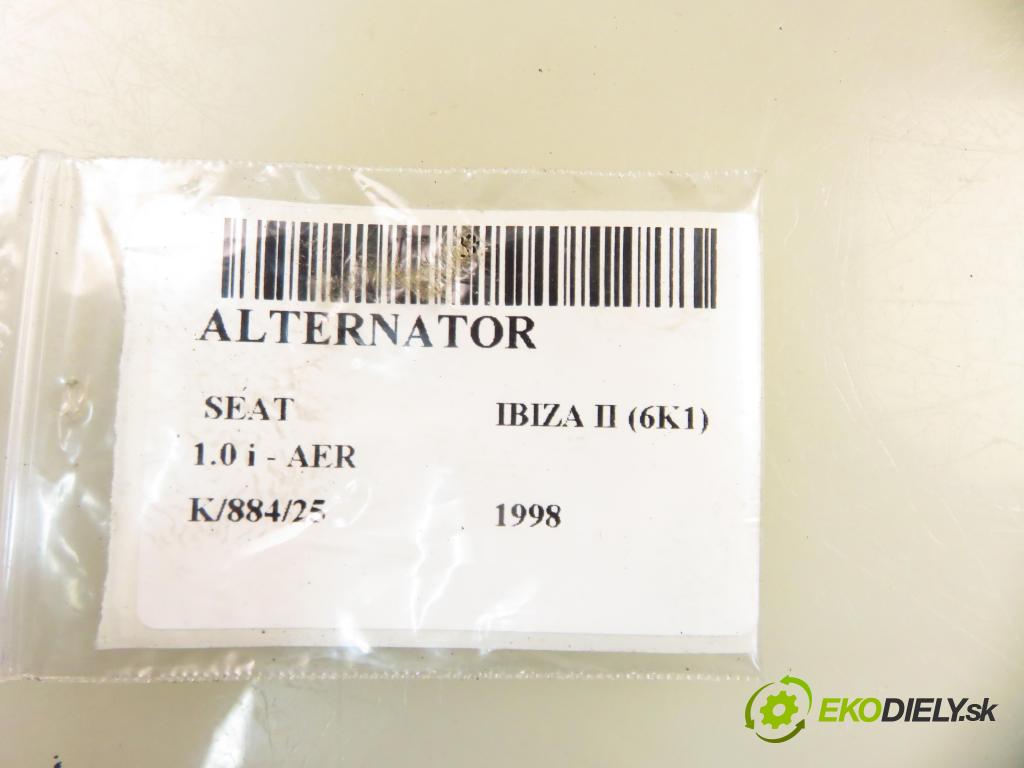 ALTERNATOR
SEAT IBIZA II (6K1)
1.0 i - AER
K/884/25 1998
EKODIELY.sk